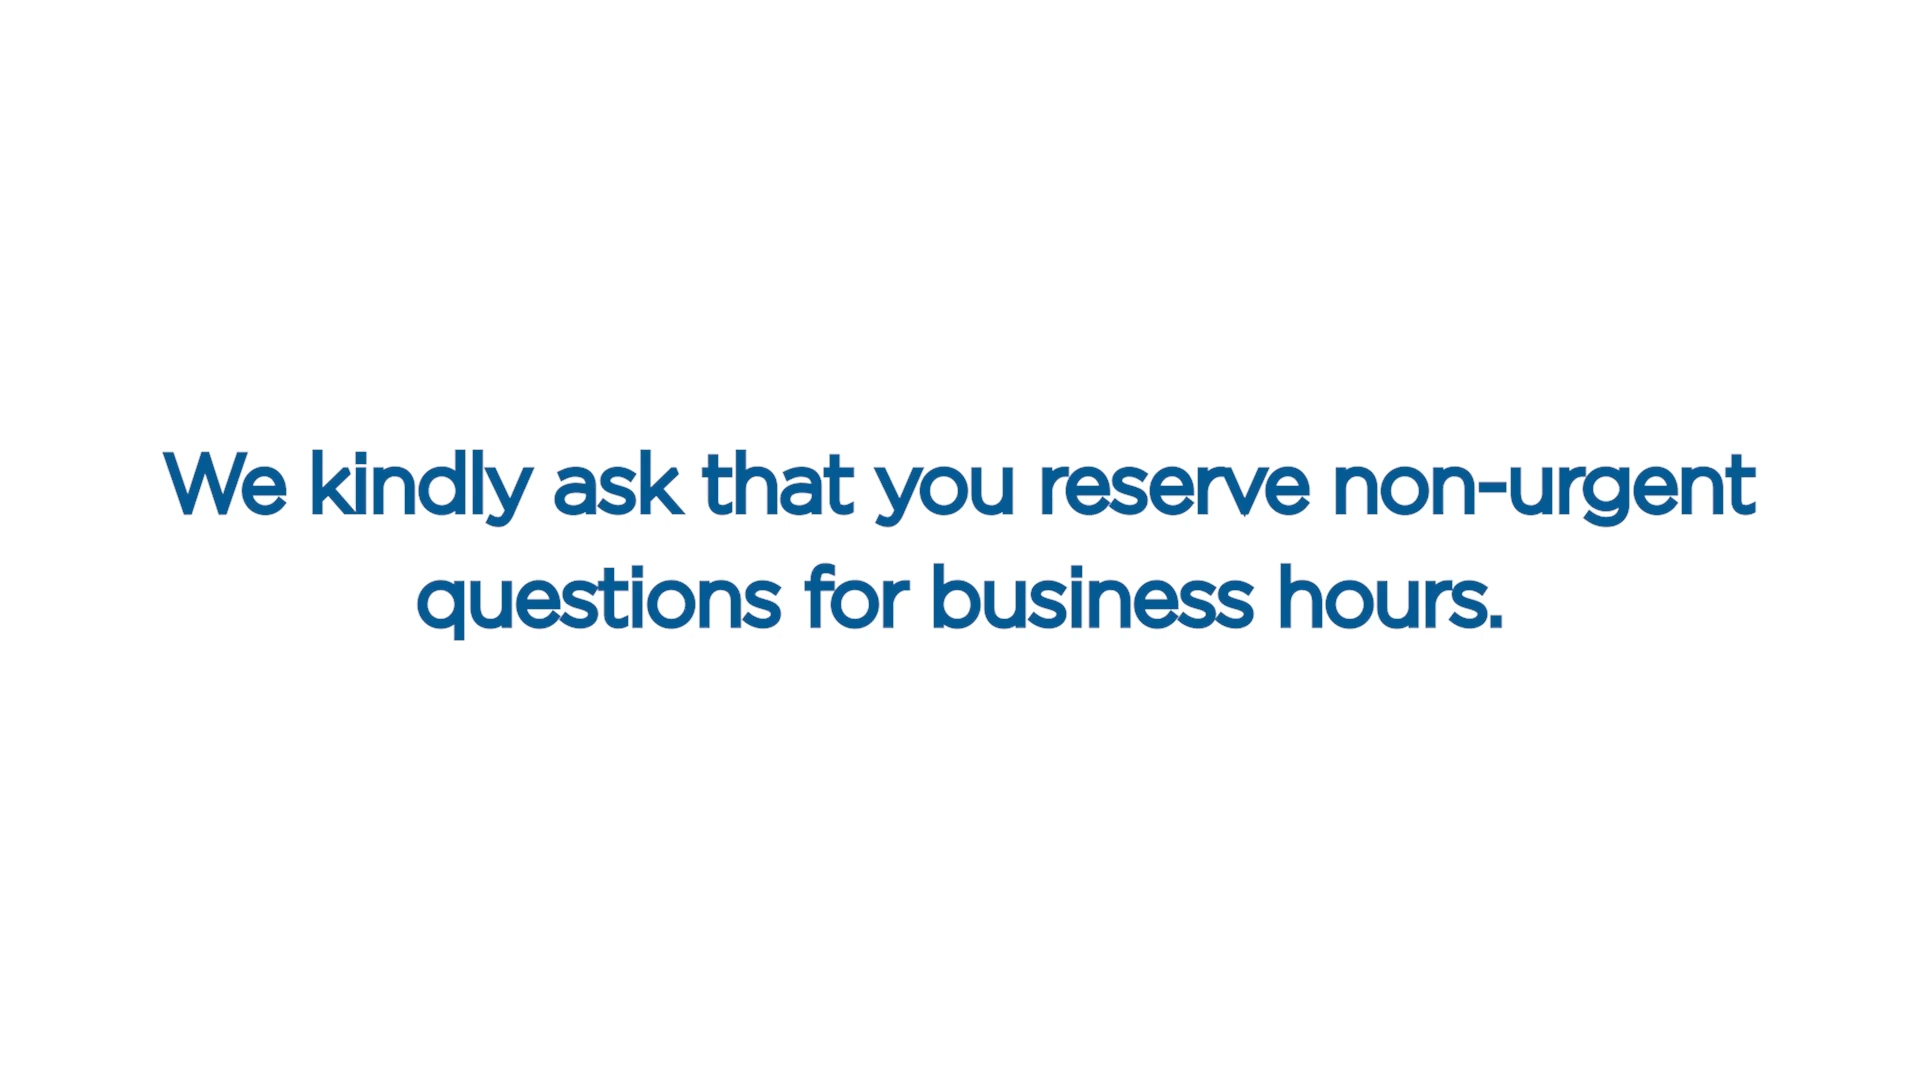 We kindly ask that you reserve non-urgent
questions for business hours.